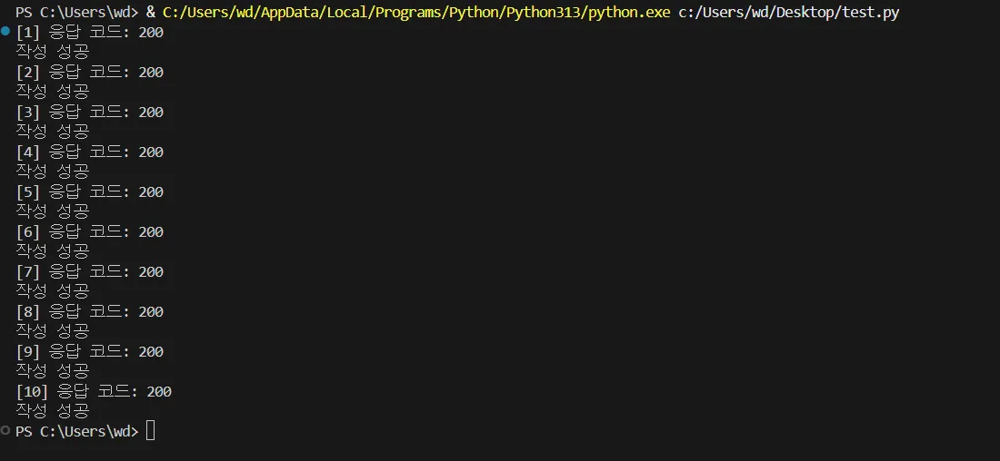 PS C:\Users\wd> & C:/Users/wd/AppData/Local/Programs/Python/Python313/python.exe c:/Users/wd/Desktop/test.py
[1] 응답 코드: 200
작성 성공
[2] 응답 코드: 200
작성 성공
[3] 응답 코드: 200
작성 성공
[4] 응답 코드: 200
작성 성공
[5] 응답 코드: 200
작성 성공
[6] 응답 코드: 200
작성 성공
[7] 응답 코드: 200
작성 성공
[8] 응답 코드: 200
작성 성공
[9] 응답 코드: 200
작성 성공
[10] 응답 코드: 200
작성 성공
PS C:\Users\wd>